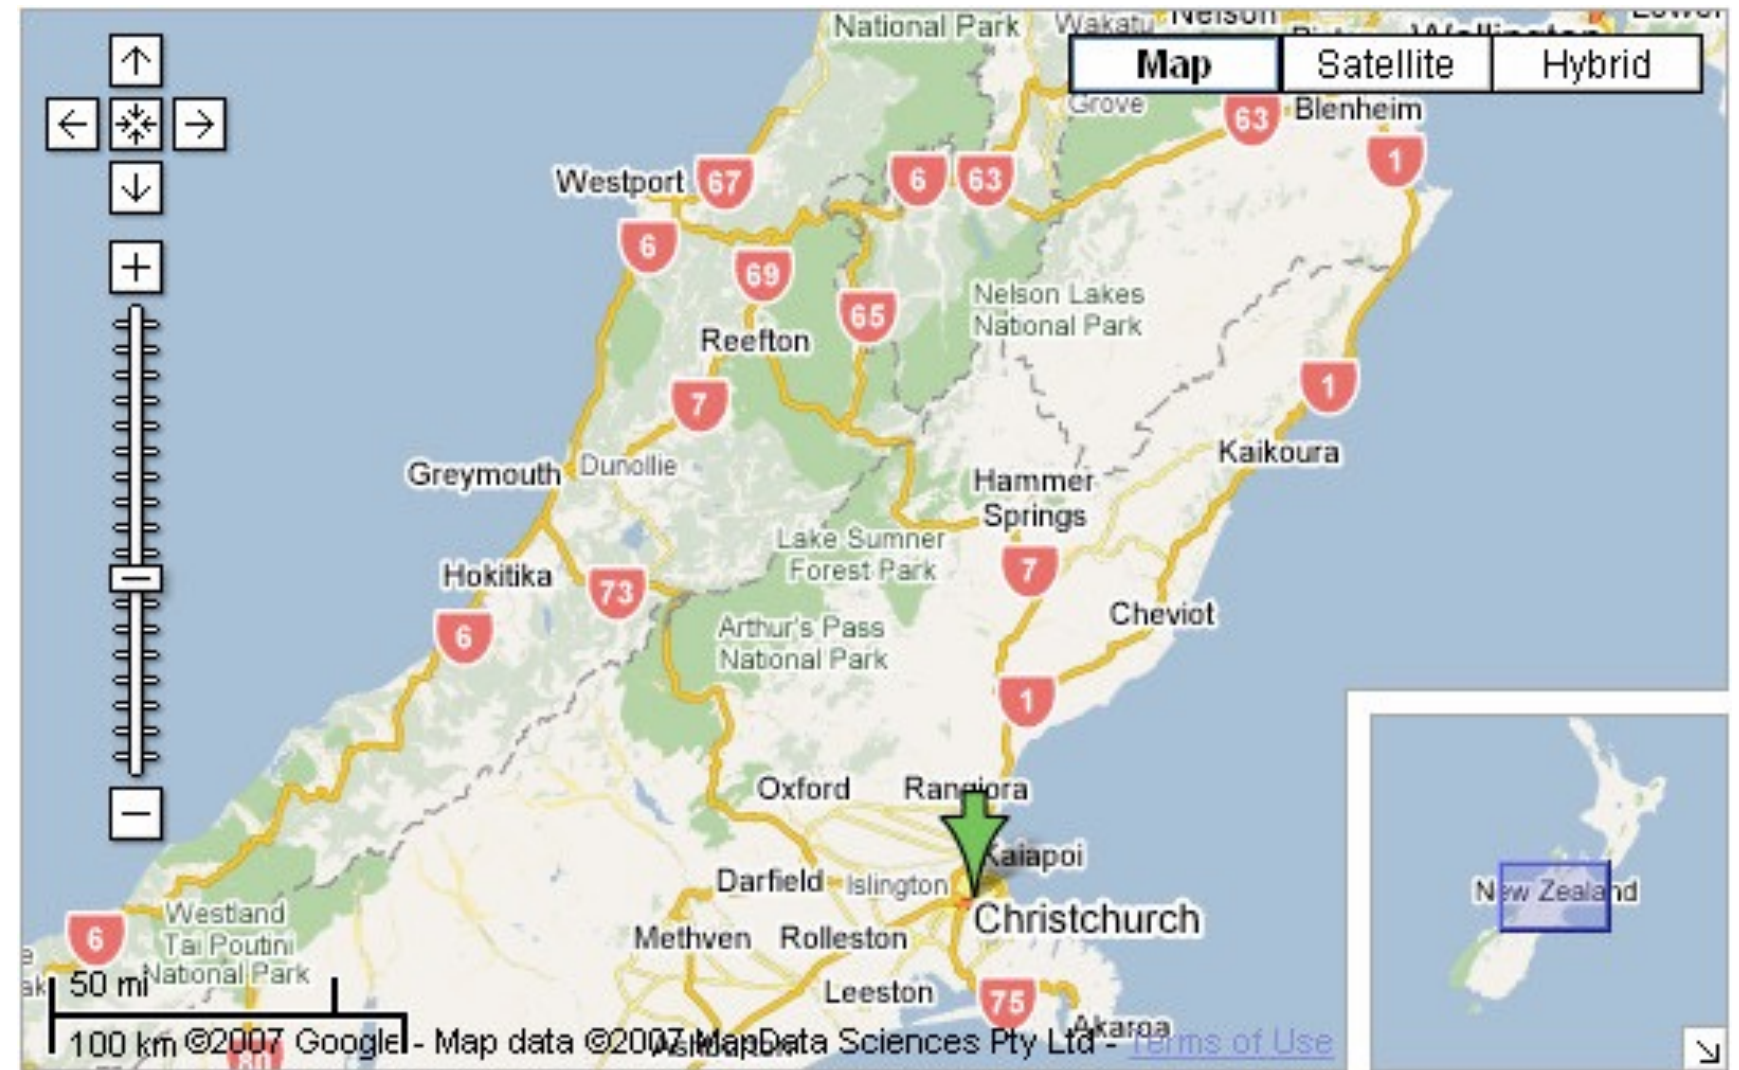 National Park
Wakatu
Nelson
Map
Satellite
Hybrid
Grove
63
Blenheim
1
Westport
67
6
63
6
69
65
Nelson Lakes
National Park
Reefton
7
1
Kaikoura
Greymouth
Dunollie
Hammer
Springs
Lake Sumner
Forest Park
7
Hokitika
73
6
Cheviot
Arthur's Pass
National Park
1
Oxford
Rangiora
Kaiapoi
Darfield
Islington
New Zealand
Christchurch
Westland
Tai Poutini
National Park
6
Methven
Rolleston
50 mi
Leeston
75
Akaroa
100 km
©2007 Google - Map data ©2007 MapData Sciences Pty Ltd - Terms of Use